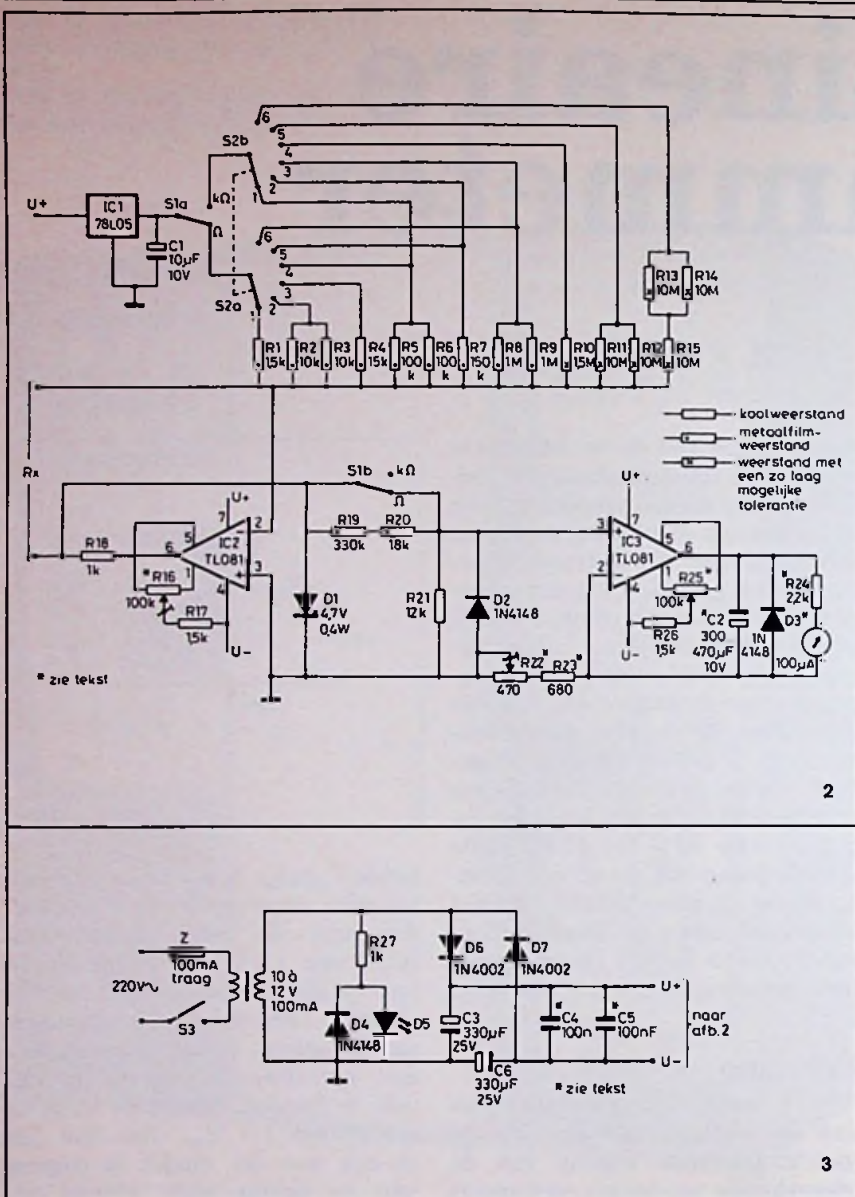 6
5
4
3
2
1
S2b
U+
IC1
78L05
S1a
kΩ
Ω
C1
10µF
10V
6
5
4
3
2
1
S2a
R13
10M
R14
10M
R1
1,5k
R2
10k
R3
10k
R4
15k
R5
100
k
R6
100
k
R7
150
k
R8
1M
R9
1M
R10
1,5M
R11
10M
R12
10M
R15
10M
koolweerstand
metaalfilm-
weerstand
weerstand met
een zo laag
mogelijke
tolerantie
Rx
S1b
kΩ
Ω
U+
7
5
2
6
IC2
TL081
1
3
4
R18
1k
*R16
100k
R17
1,5k
U-
R19
330k
R20
18k
D1
4,7V
0,4W
R21
12k
D2
1N4148
R22*
470
R23*
680
U+
3
7
5
IC3
TL081
6
2
1
4
R25*
100k
R26
1,5k
U-
*C2
300
470µF
10V
D3*
1N
4148
*R24
2,2k
100µA
* zie tekst
2
Z
100mA
traag
220V~
S3
10 à
12 V
100mA
R27
1k
D4
1N4148
D5
D6
1N4002
D7
1N4002
C3
330µF
25V
C6
330µF
25V
*
C4
100n
*
C5
100nF
U+
U-
naar
afb.2
* zie tekst
3